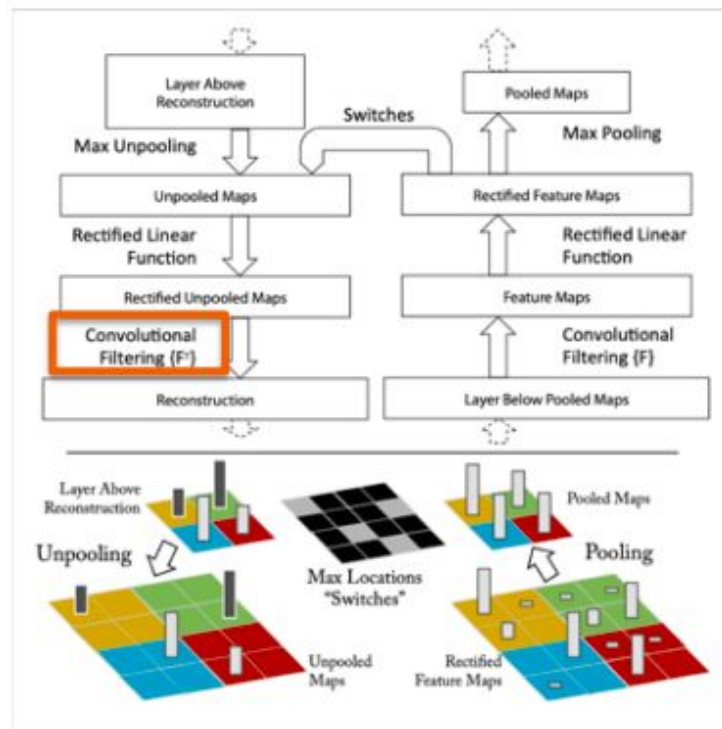 Layer Above
Reconstruction
Switches
Pooled Maps
Max Unpooling
Max Pooling
Unpooled Maps
Rectified Feature Maps
Rectified Linear
Function
Rectified Linear
Function
Rectified Unpooled Maps
Feature Maps
Convolutional
Filtering {Fᵀ}
Convolutional
Filtering {F}
Reconstruction
Layer Below Pooled Maps
Layer Above
Reconstruction
Pooled Maps
Unpooling
Pooling
Max Locations
"Switches"
Unpooled
Maps
Rectified
Feature Maps